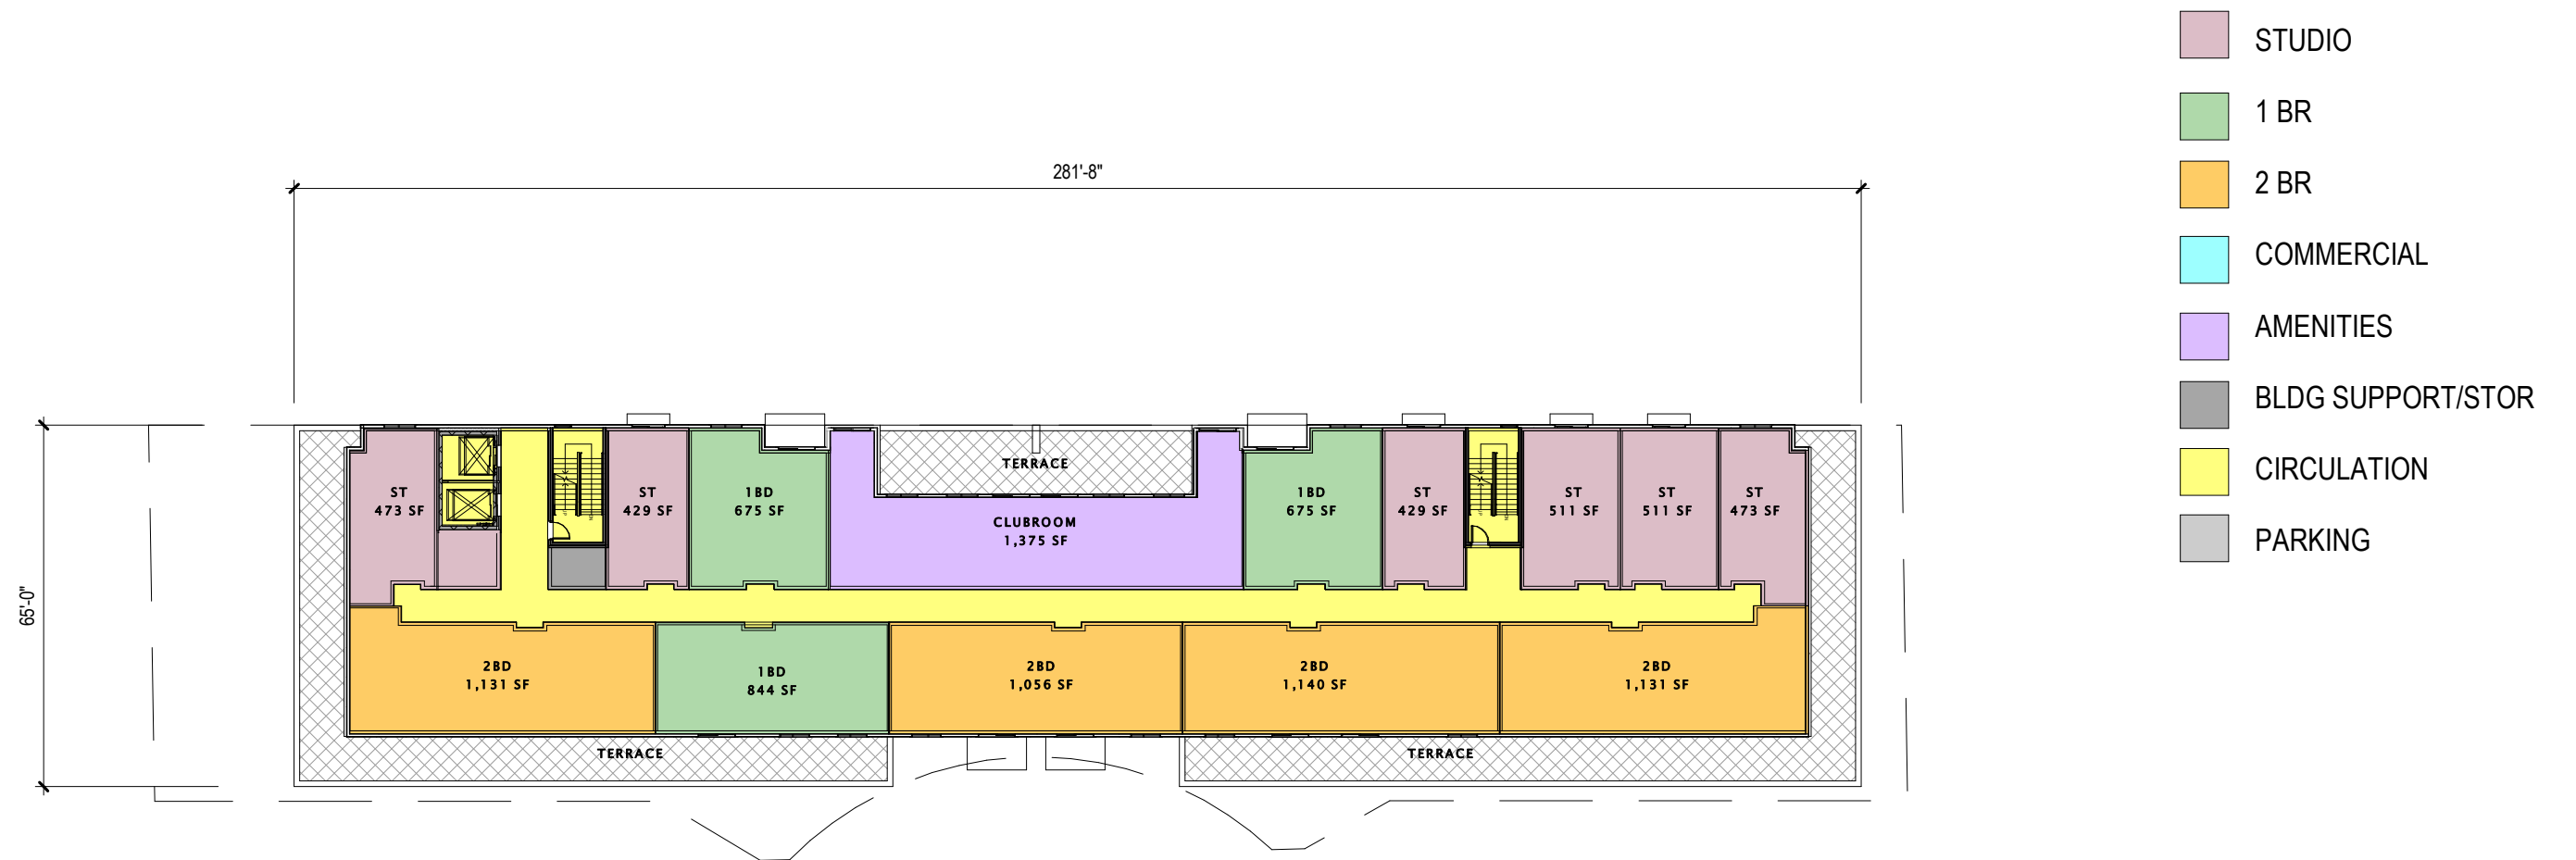 STUDIO
1 BR
2 BR
COMMERCIAL
AMENITIES
BLDG SUPPORT/STOR
CIRCULATION
PARKING
281'-8"
65'-0"
TERRACE
ST
473 SF
ST
429 SF
1BD
675 SF
CLUBROOM
1,375 SF
1BD
675 SF
ST
429 SF
ST
511 SF
ST
511 SF
ST
473 SF
2BD
1,131 SF
1BD
844 SF
2BD
1,056 SF
2BD
1,140 SF
2BD
1,131 SF
TERRACE
TERRACE